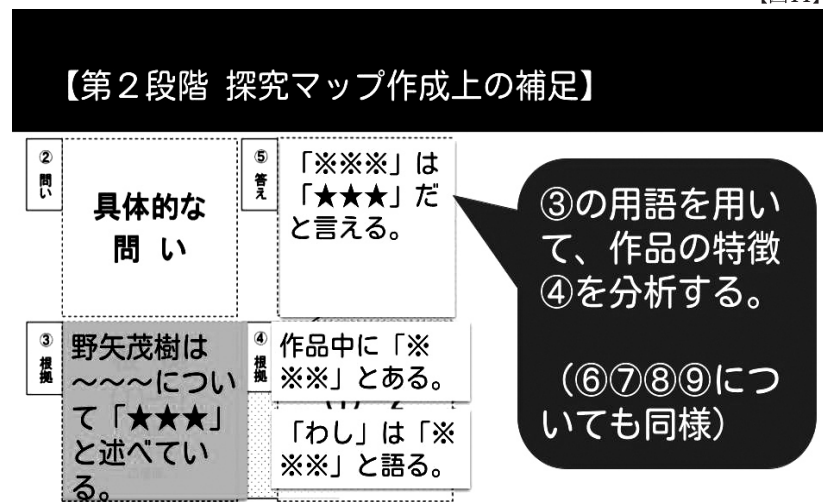 【第２段階 探究マップ作成上の補足】
②
問い
具体的な
問 い
⑤
答え
「※※※」は
「★★★」だ
と言える。
③の用語を用い
て、作品の特徴
④を分析する。
（⑥⑦⑧⑨につ
いても同様）
③
根拠
野矢茂樹は
～～～につい
て「★★★」
と述べてい
る。
④
根拠
作品中に「※
※※」とある。
「わし」は「※
※※」と語る。